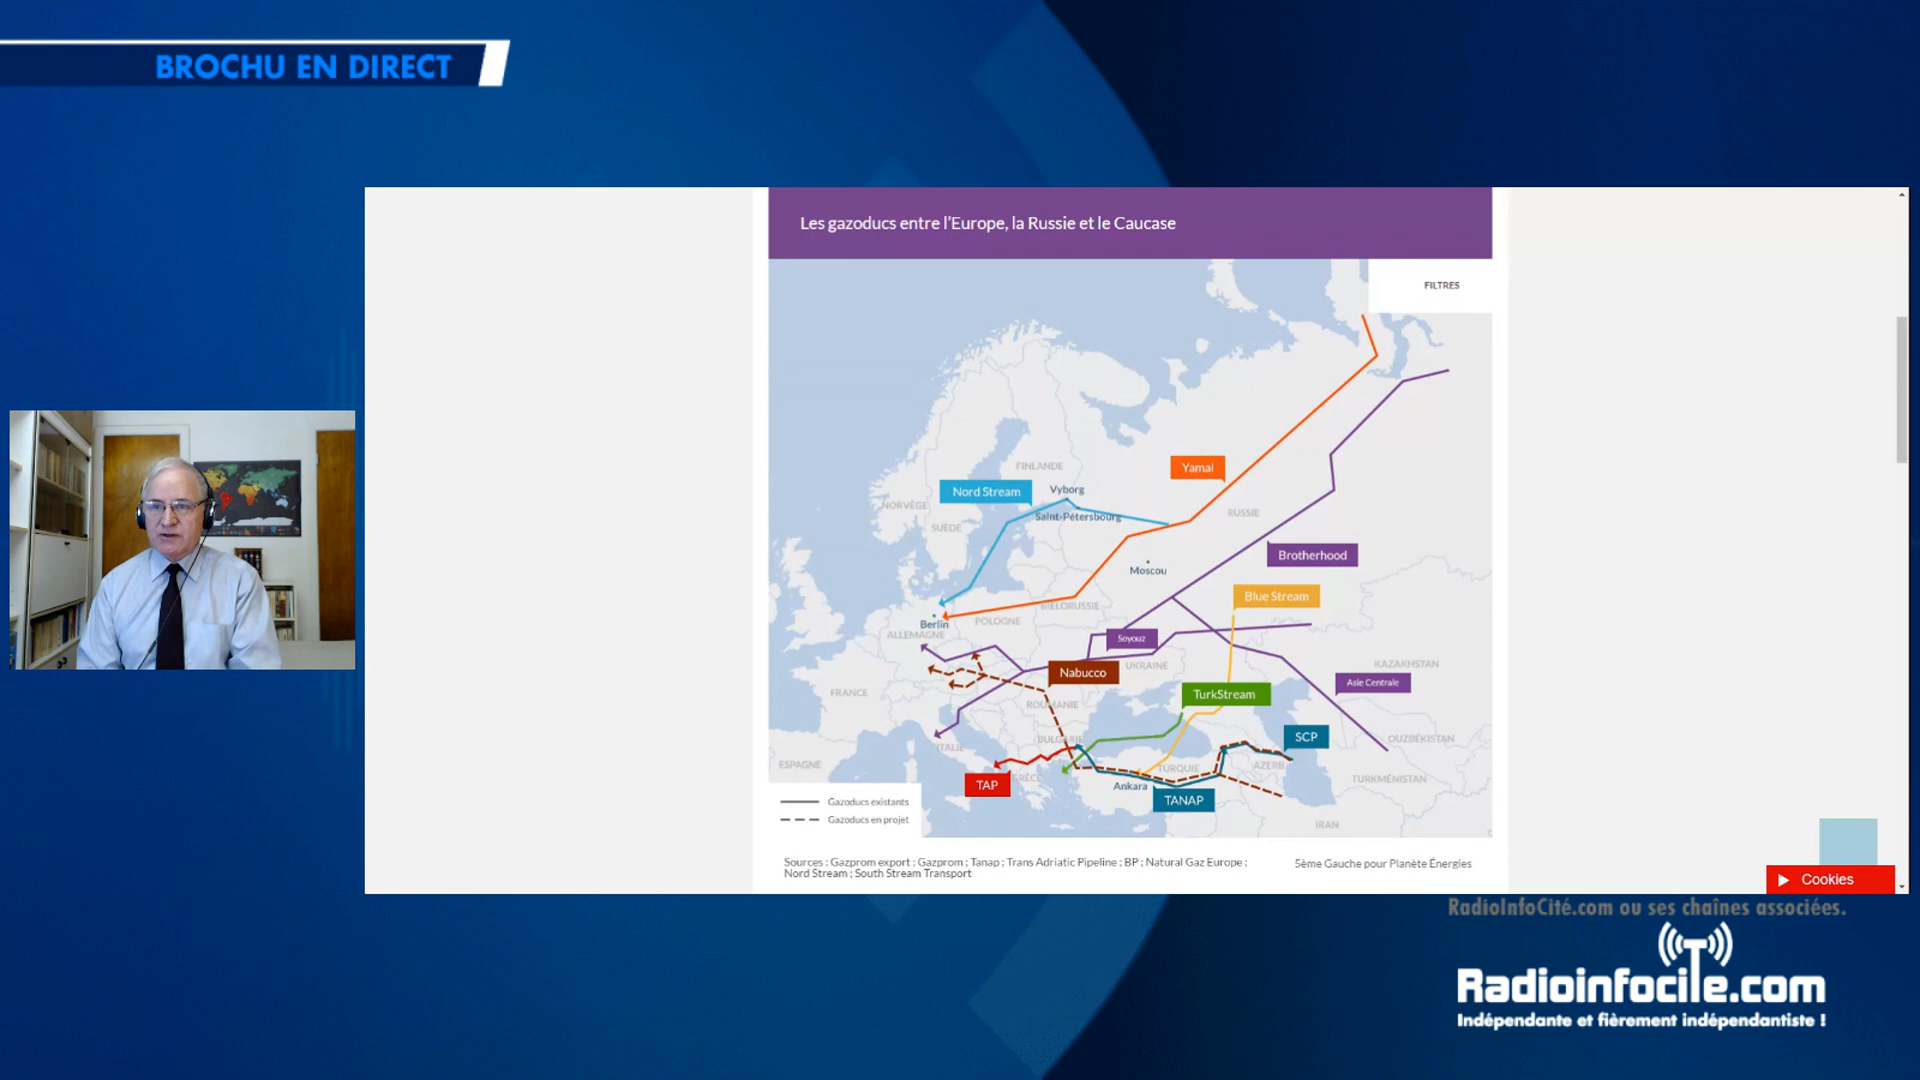 BROCHU EN DIRECT
Les gazoducs entre l'Europe, la Russie et le Caucase
FILTRES
Yamal
FINLANDE
Nord Stream
Vyborg
NORVÈGE
Saint-Pétersbourg
RUSSIE
SUÈDE
Brotherhood
Moscou
Blue Stream
BIELORUSSIE
Berlin
POLOGNE
ALLEMAGNE
Soyouz
UKRAINE
KAZAKHSTAN
Nabucco
Asie Centrale
FRANCE
TurkStream
ROUMANIE
SCP
BULGARIE
OUZBÉKISTAN
ITALIE
ESPAGNE
TURQUIE
AZERB.
GRÈCE
TURKMÉNISTAN
TAP
Ankara
TANAP
Gazoducs existants
Gazoducs en projet
IRAN
Sources : Gazprom export ; Gazprom ; Tanap ; Trans Adriatic Pipeline ; BP ; Natural Gaz Europe ;
Nord Stream ; South Stream Transport
5ème Gauche pour Planète Énergies
Cookies
RadioInfoCité.com ou ses chaînes associées.
Radioinfocite.com
Indépendante et fièrement indépendantiste !